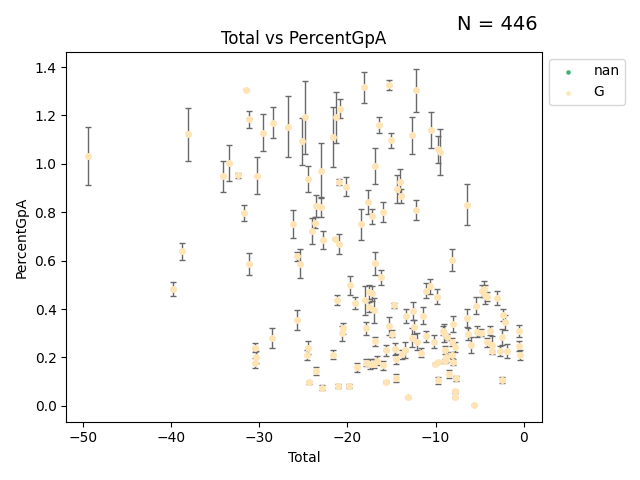 N = 446
Total vs PercentGpA
nan
G
1.4
1.2
1.0
0.8
0.6
0.4
0.2
0.0
PercentGpA
−50 −40 −30 −20 −10 0
Total